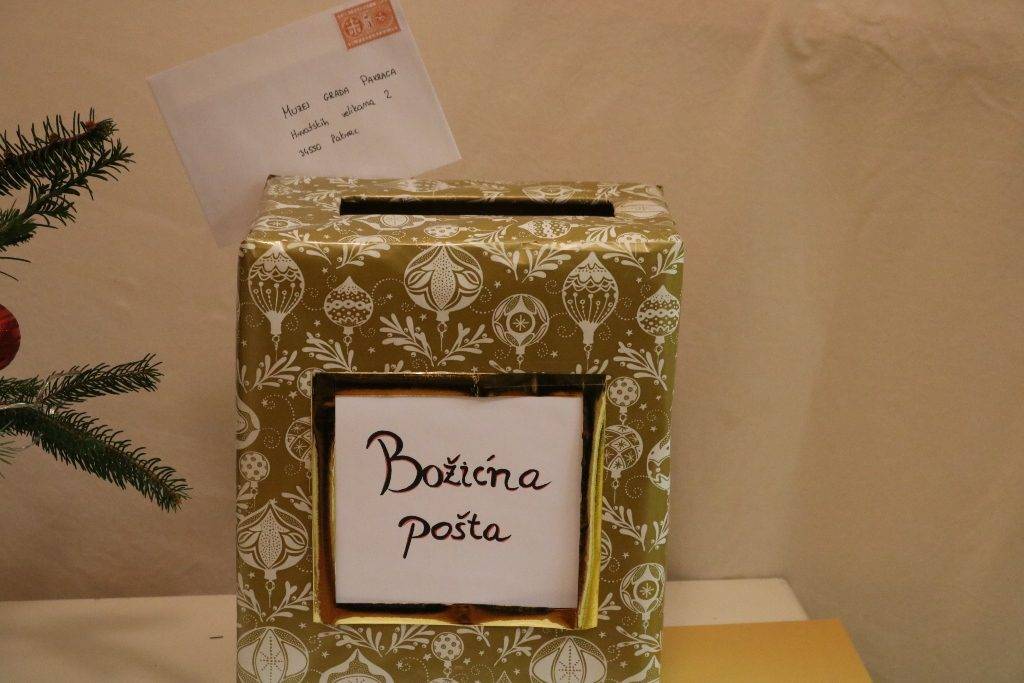 MUZEJ GRADA PAKRACA
Hrvatskih velikana 2
34550 Pakrac
Božićna
pošta